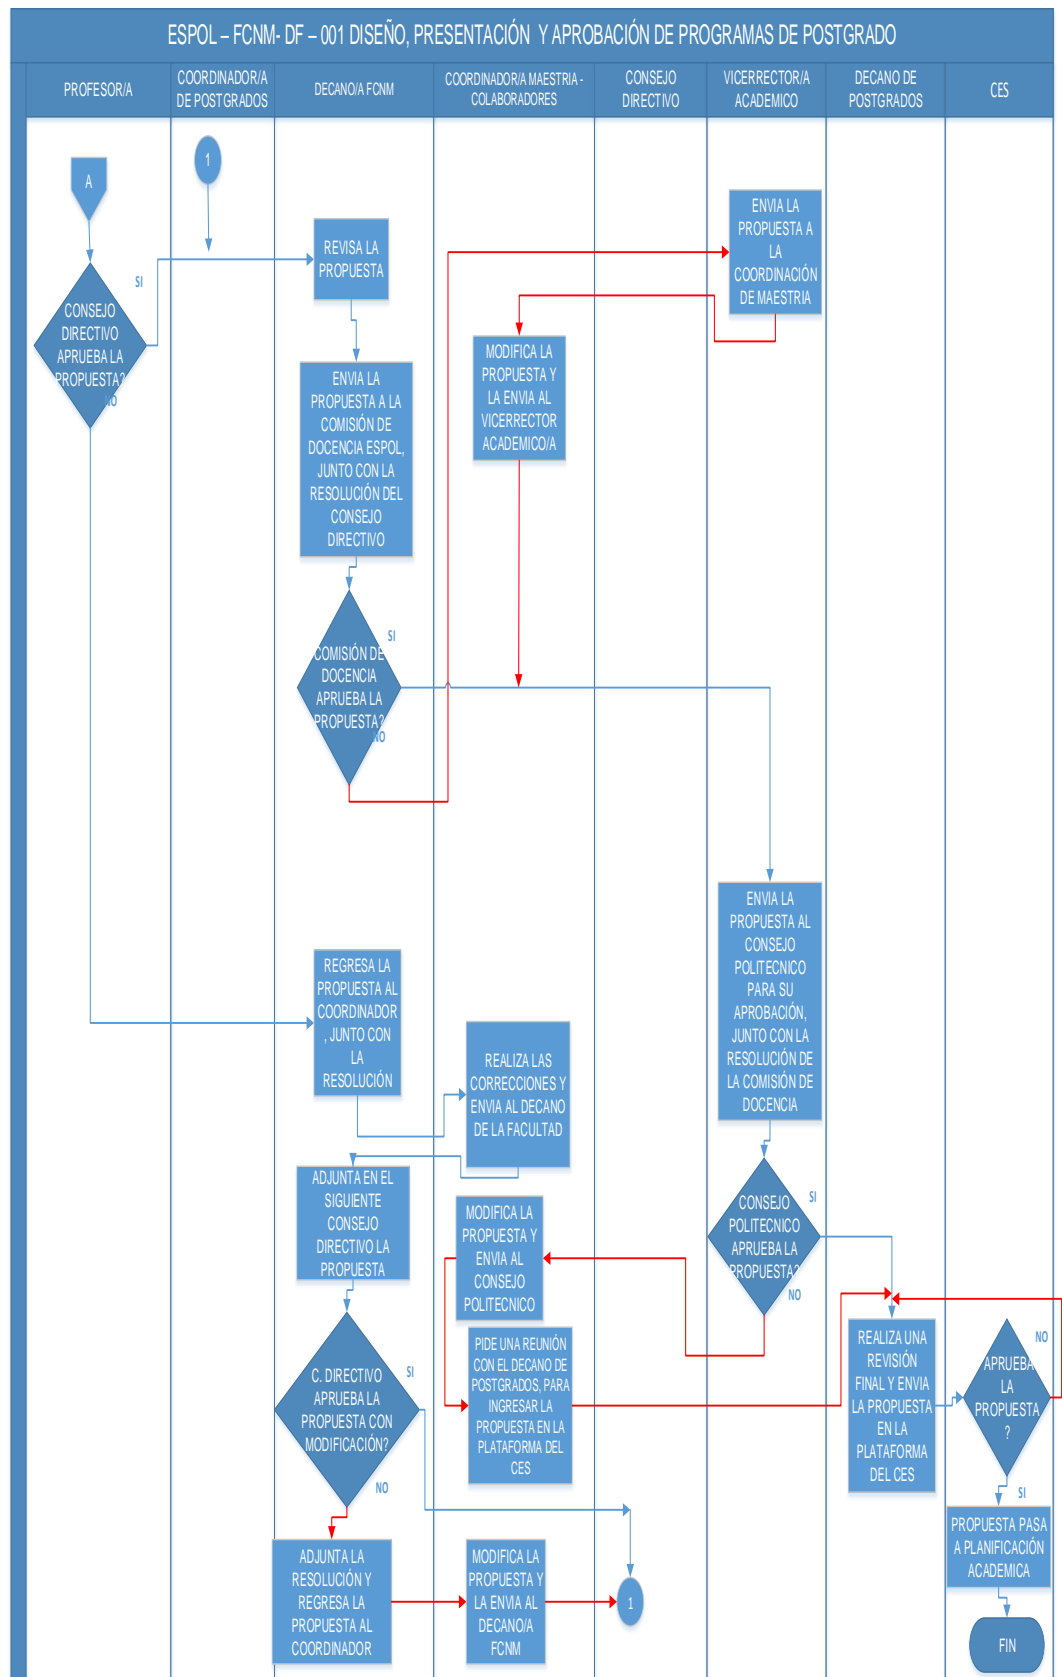 ESPOL – FCNM- DF – 001 DISEÑO, PRESENTACIÓN Y APROBACIÓN DE PROGRAMAS DE POSTGRADO
PROFESOR/A
COORDINADOR/A
DE POSTGRADOS
DECANO/A FCNM
COORDINADOR/A MAESTRIA -
COLABORADORES
CONSEJO
DIRECTIVO
VICERRECTOR/A
ACADEMICO
DECANO DE
POSTGRADOS
CES
A
1
CONSEJO
DIRECTIVO
APRUEBA LA
PROPUESTA?
SI
NO
REVISA LA
PROPUESTA
ENVIA LA
PROPUESTA A
LA
COORDINACIÓN
DE MAESTRIA
MODIFICA LA
PROPUESTA Y
LA ENVIA AL
VICERRECTOR
ACADEMICO/A
ENVIA LA
PROPUESTA A LA
COMISIÓN DE
DOCENCIA ESPOL,
JUNTO CON LA
RESOLUCIÓN DEL
CONSEJO
DIRECTIVO
COMISIÓN DE
DOCENCIA
APRUEBA LA
PROPUESTA?
SI
NO
ENVIA LA
PROPUESTA AL
CONSEJO
POLITECNICO
PARA SU
APROBACIÓN,
JUNTO CON LA
RESOLUCIÓN DE
LA COMISIÓN DE
DOCENCIA
REGRESA LA
PROPUESTA AL
COORDINADOR
, JUNTO CON
LA
RESOLUCIÓN
REALIZA LAS
CORRECCIONES Y
ENVIA AL DECANO
DE LA FACULTAD
ADJUNTA EN EL
SIGUIENTE
CONSEJO
DIRECTIVO LA
PROPUESTA
CONSEJO
POLITECNICO
APRUEBA LA
PROPUESTA?
SI
NO
MODIFICA LA
PROPUESTA Y
ENVIA AL
CONSEJO
POLITECNICO
PIDE UNA REUNIÓN
CON EL DECANO DE
POSTGRADOS, PARA
INGRESAR LA
PROPUESTA EN LA
PLATAFORMA DEL
CES
C. DIRECTIVO
APRUEBA LA
PROPUESTA CON
MODIFICACIÓN?
SI
NO
REALIZA UNA
REVISIÓN
FINAL Y ENVIA
LA PROPUESTA
EN LA
PLATAFORMA
DEL CES
APRUEBA
LA
PROPUESTA
?
NO
SI
PROPUESTA PASA
A PLANIFICACIÓN
ACADEMICA
ADJUNTA LA
RESOLUCIÓN Y
REGRESA LA
PROPUESTA AL
COORDINADOR
MODIFICA LA
PROPUESTA Y
LA ENVIA AL
DECANO/A
FCNM
1
FIN